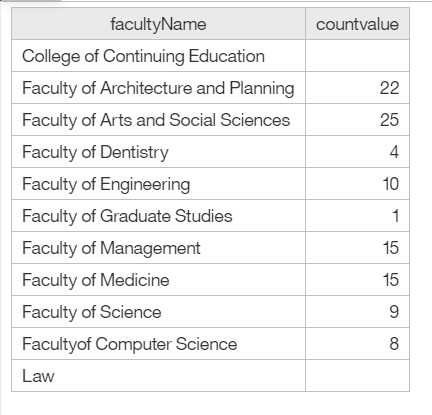 facultyName countvalue
College of Continuing Education
Faculty of Architecture and Planning 22
Faculty of Arts and Social Sciences 25
Faculty of Dentistry 4
Faculty of Engineering 10
Faculty of Graduate Studies 1
Faculty of Management 15
Faculty of Medicine 15
Faculty of Science 9
Facultyof Computer Science 8
Law